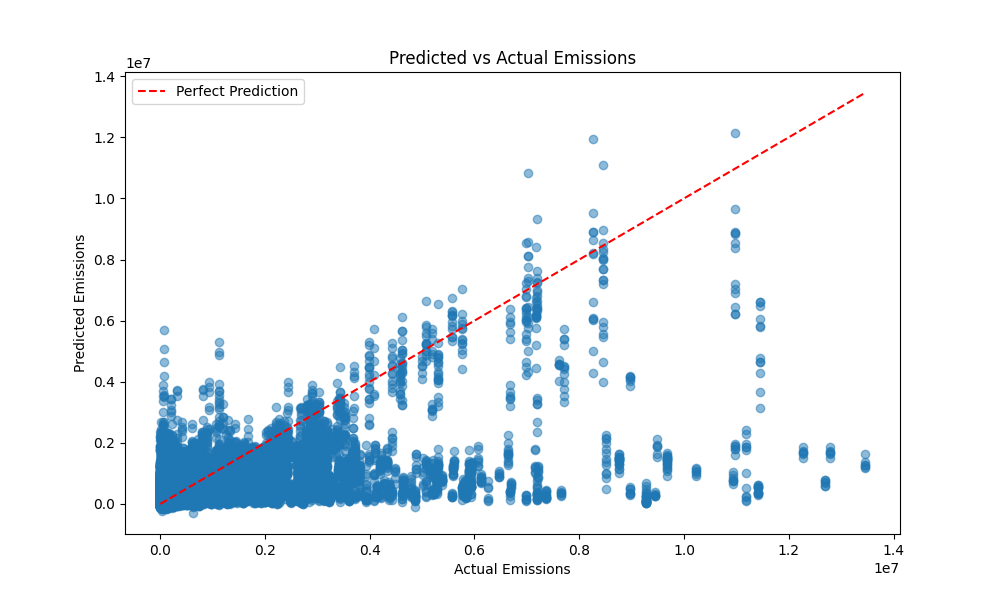 Predicted vs Actual Emissions
1e7
Perfect Prediction
1.4
1.2
1.0
0.8
0.6
0.4
0.2
0.0
Predicted Emissions
0.0 0.2 0.4 0.6 0.8 1.0 1.2 1.4
Actual Emissions
1e7